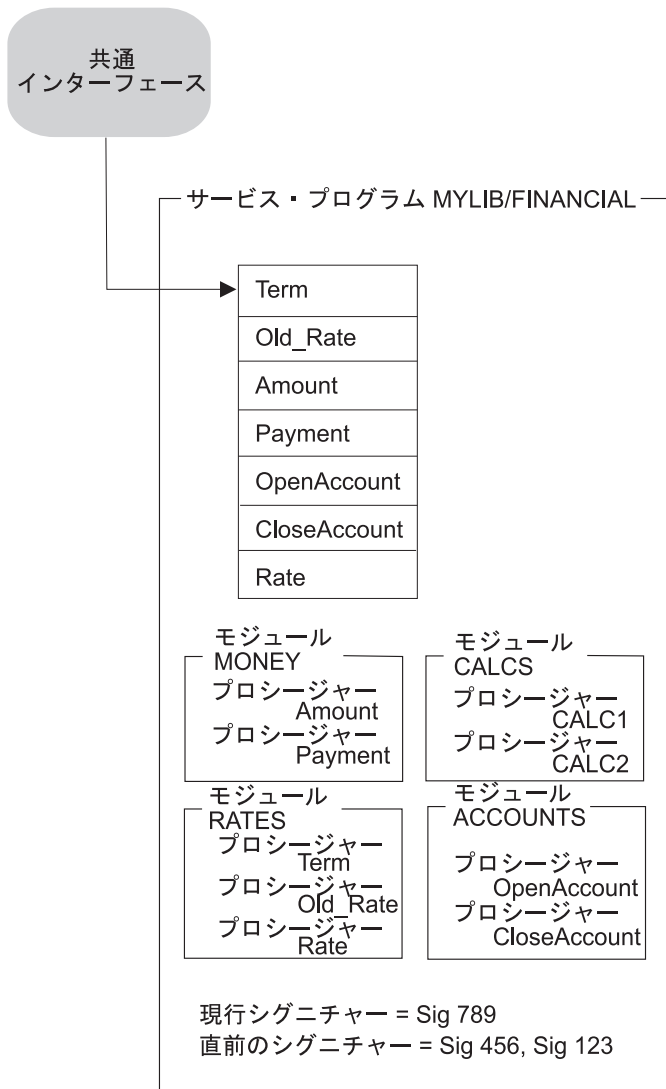 共通
インターフェース
サービス・プログラム MYLIB/FINANCIAL
Term
Old_Rate
Amount
Payment
OpenAccount
CloseAccount
Rate
モジュール
MONEY
プロシージャー
Amount
プロシージャー
Payment
モジュール
CALCS
プロシージャー
CALC1
プロシージャー
CALC2
モジュール
RATES
プロシージャー
Term
プロシージャー
Old_Rate
プロシージャー
Rate
モジュール
ACCOUNTS
プロシージャー
OpenAccount
プロシージャー
CloseAccount
現行シグニチャー = Sig 789
直前のシグニチャー = Sig 456, Sig 123